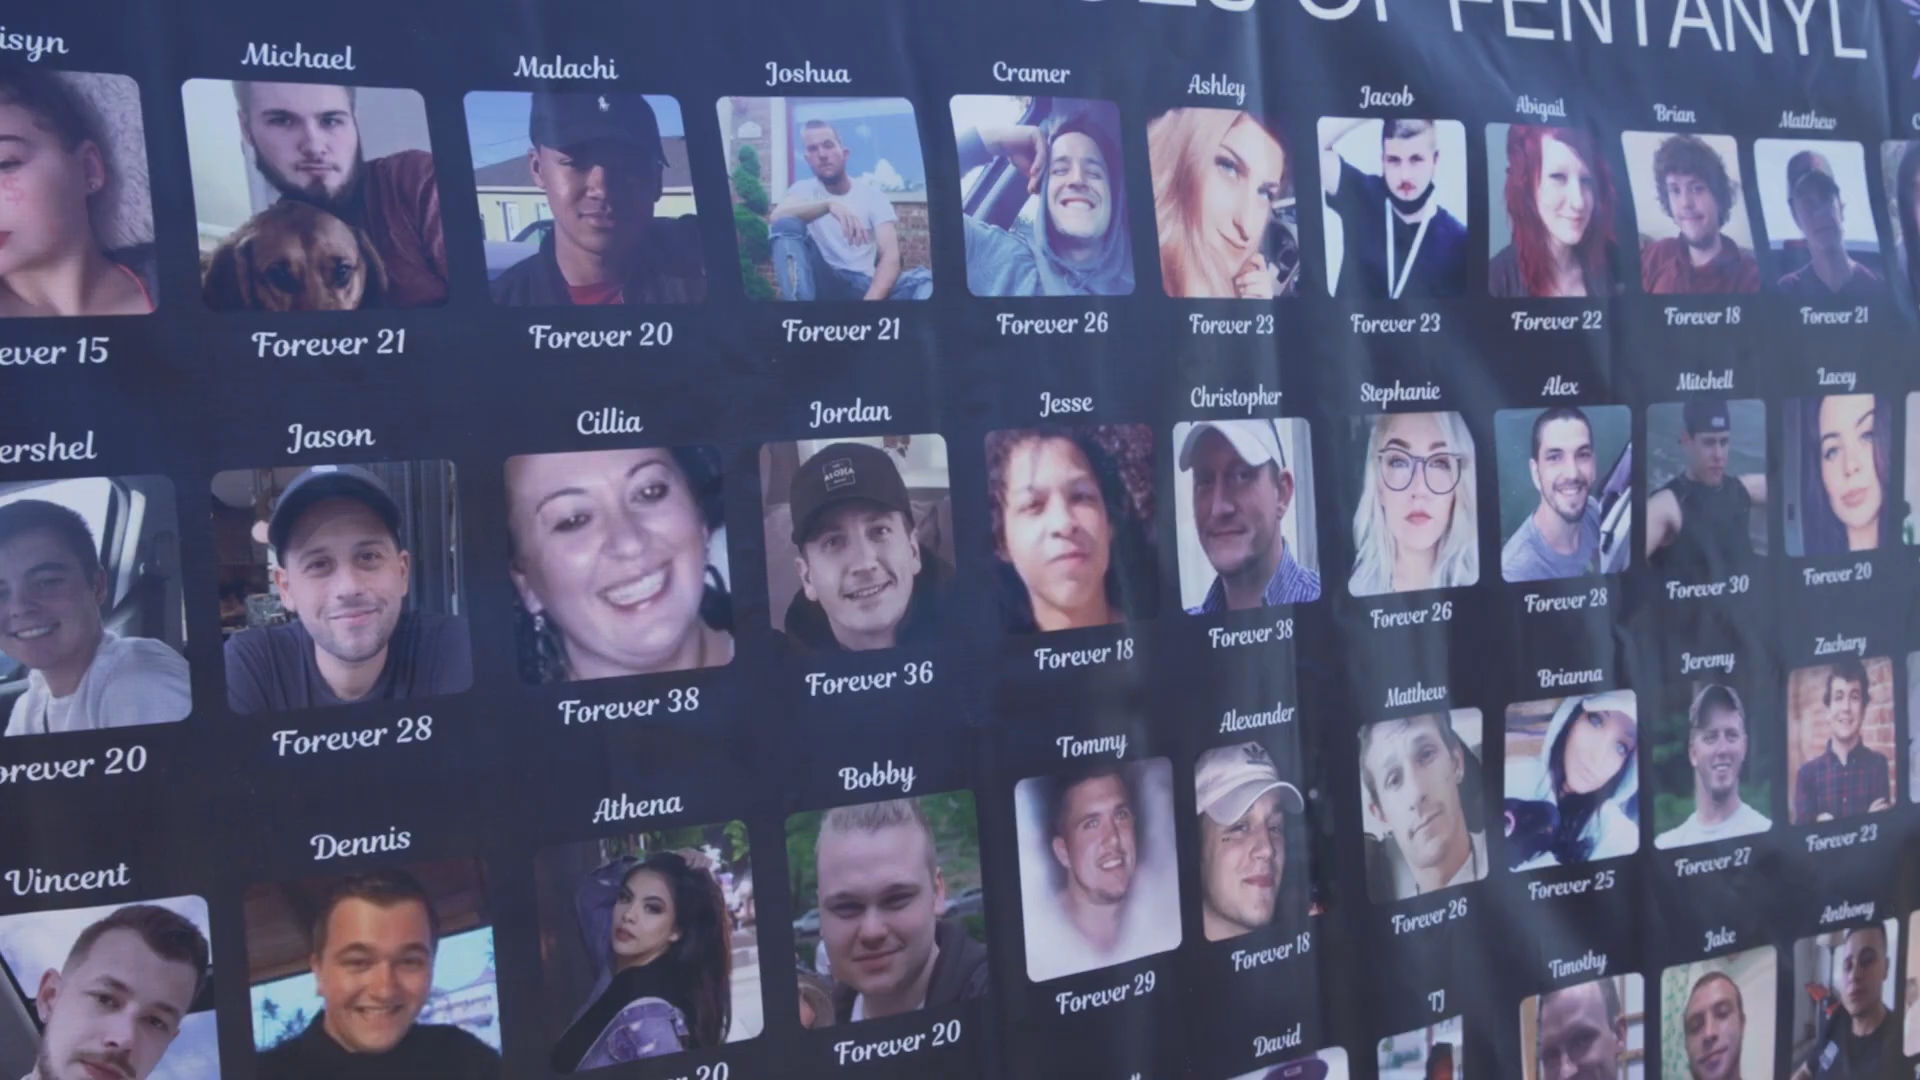 OF FENTANYL
Michael
Malachi
Joshua
Cramer
Ashley
Jacob
Abigail
Brian
Matthew
Forever 21
Forever 20
Forever 21
Forever 26
Forever 23
Forever 23
Forever 22
Forever 18
Forever 21
Jason
Cillia
Jordan
Jesse
Christopher
Stephanie
Alex
Mitchell
Lacey
ALOHA
Forever 28
Forever 38
Forever 36
Forever 18
Forever 38
Forever 26
Forever 28
Forever 30
Forever 20
Vincent
Dennis
Athena
Bobby
Tommy
Alexander
Matthew
Brianna
Jeremy
Zachary
20
Forever 20
Forever 29
Forever 18
Forever 26
Forever 25
Forever 27
Forever 23
David
TJ
Timothy
Jake
Anthony